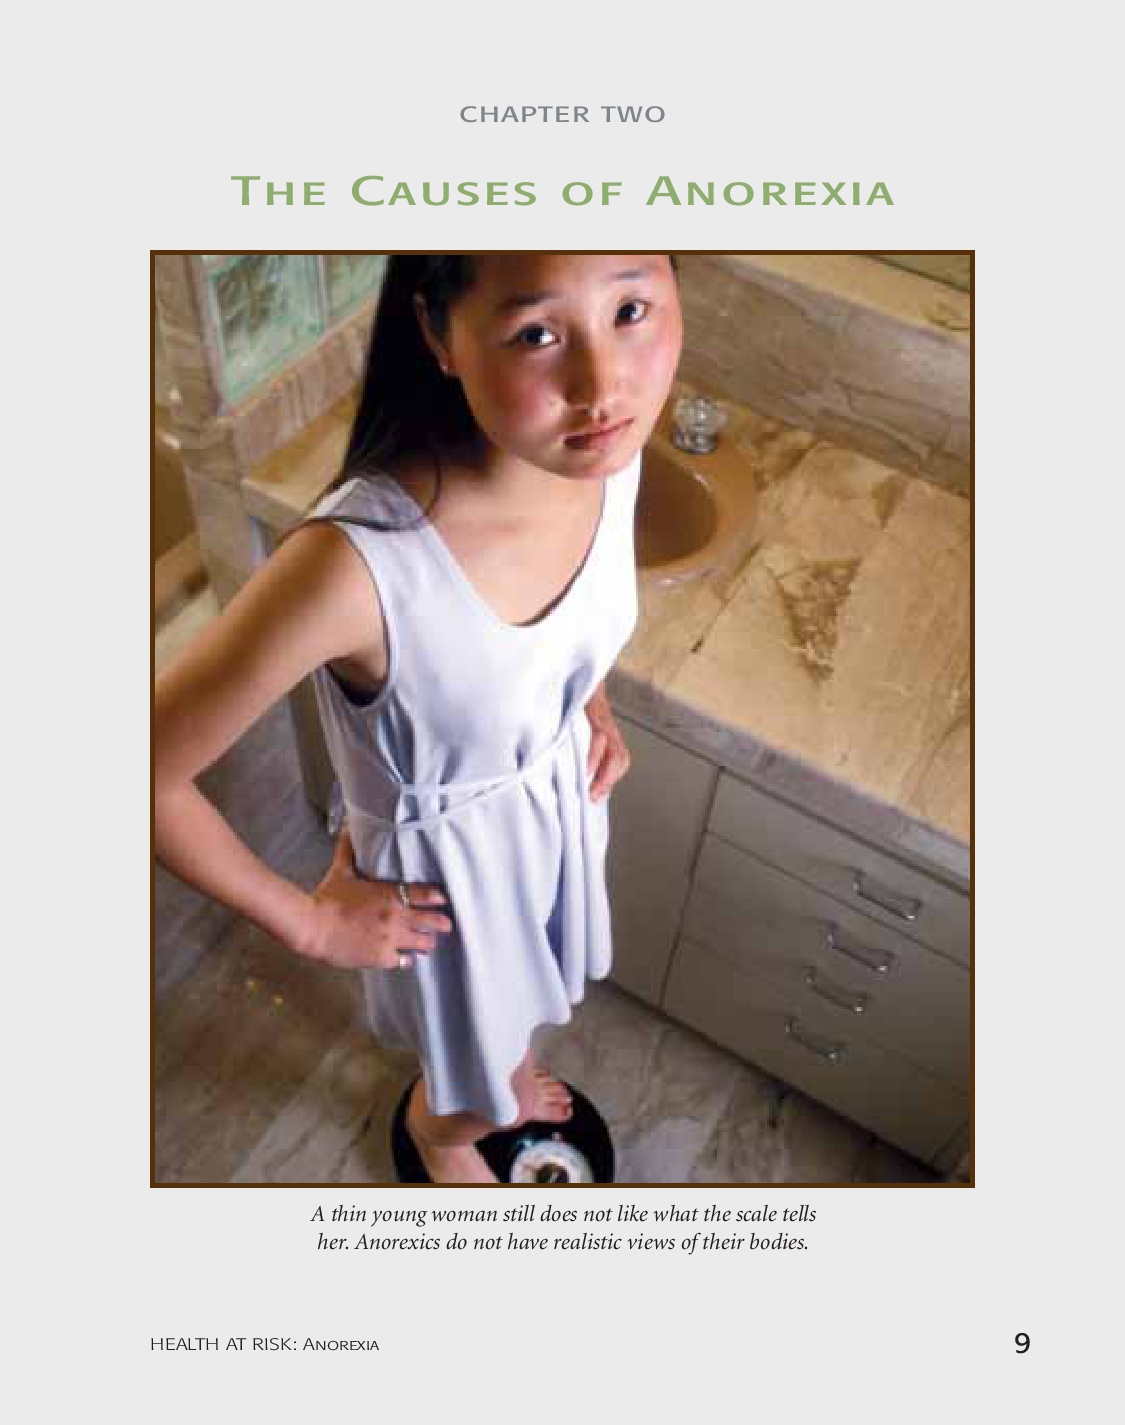 CHAPTER TWO
The Causes of Anorexia
A thin young woman still does not like what the scale tells
her. Anorexics do not have realistic views of their bodies.
HEALTH AT RISK: Anorexia
9